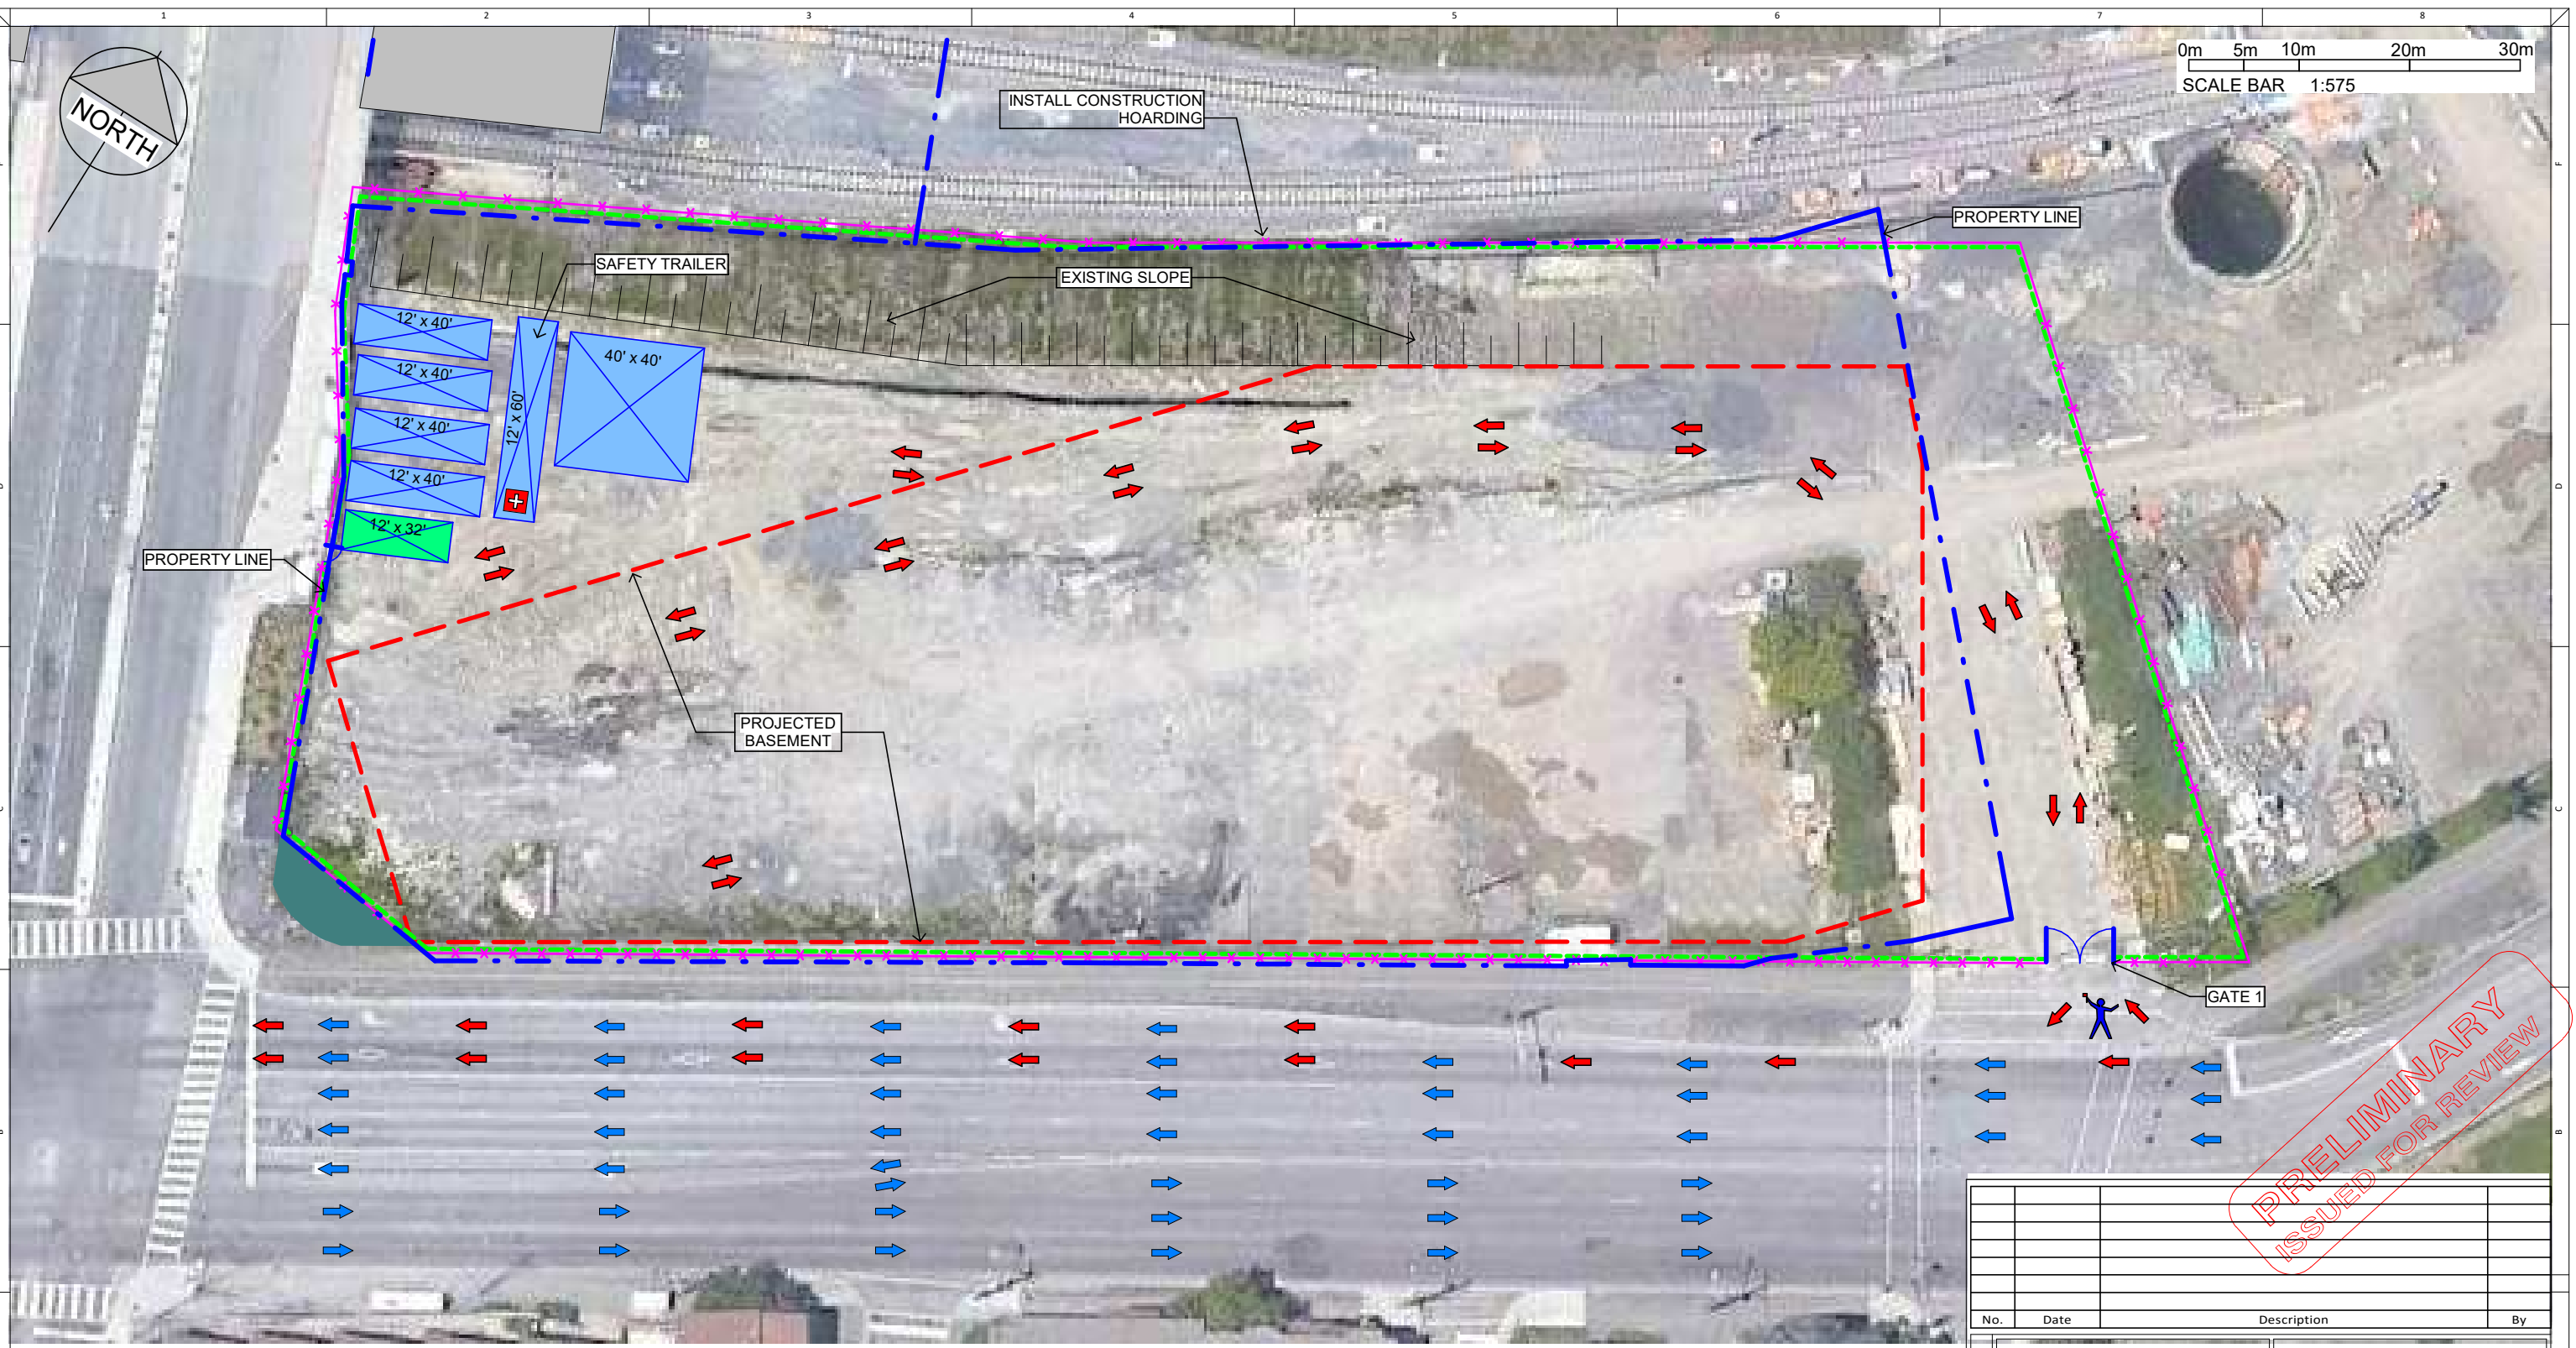 1 2 3 4 5 6 7 8
0m 5m 10m 20m 30m
SCALE BAR 1:575
NORTH
INSTALL CONSTRUCTION
HOARDING
F
PROPERTY LINE
SAFETY TRAILER
EXISTING SLOPE
12' x 40'
40' x 40'
12' x 40'
12' x 60'
12' x 40'
12' x 40'
D
12' x 32'
PROPERTY LINE
PROJECTED
BASEMENT
C
C
GATE 1
B
PRELIMINARY
ISSUED FOR REVIEW
No. Date Description By